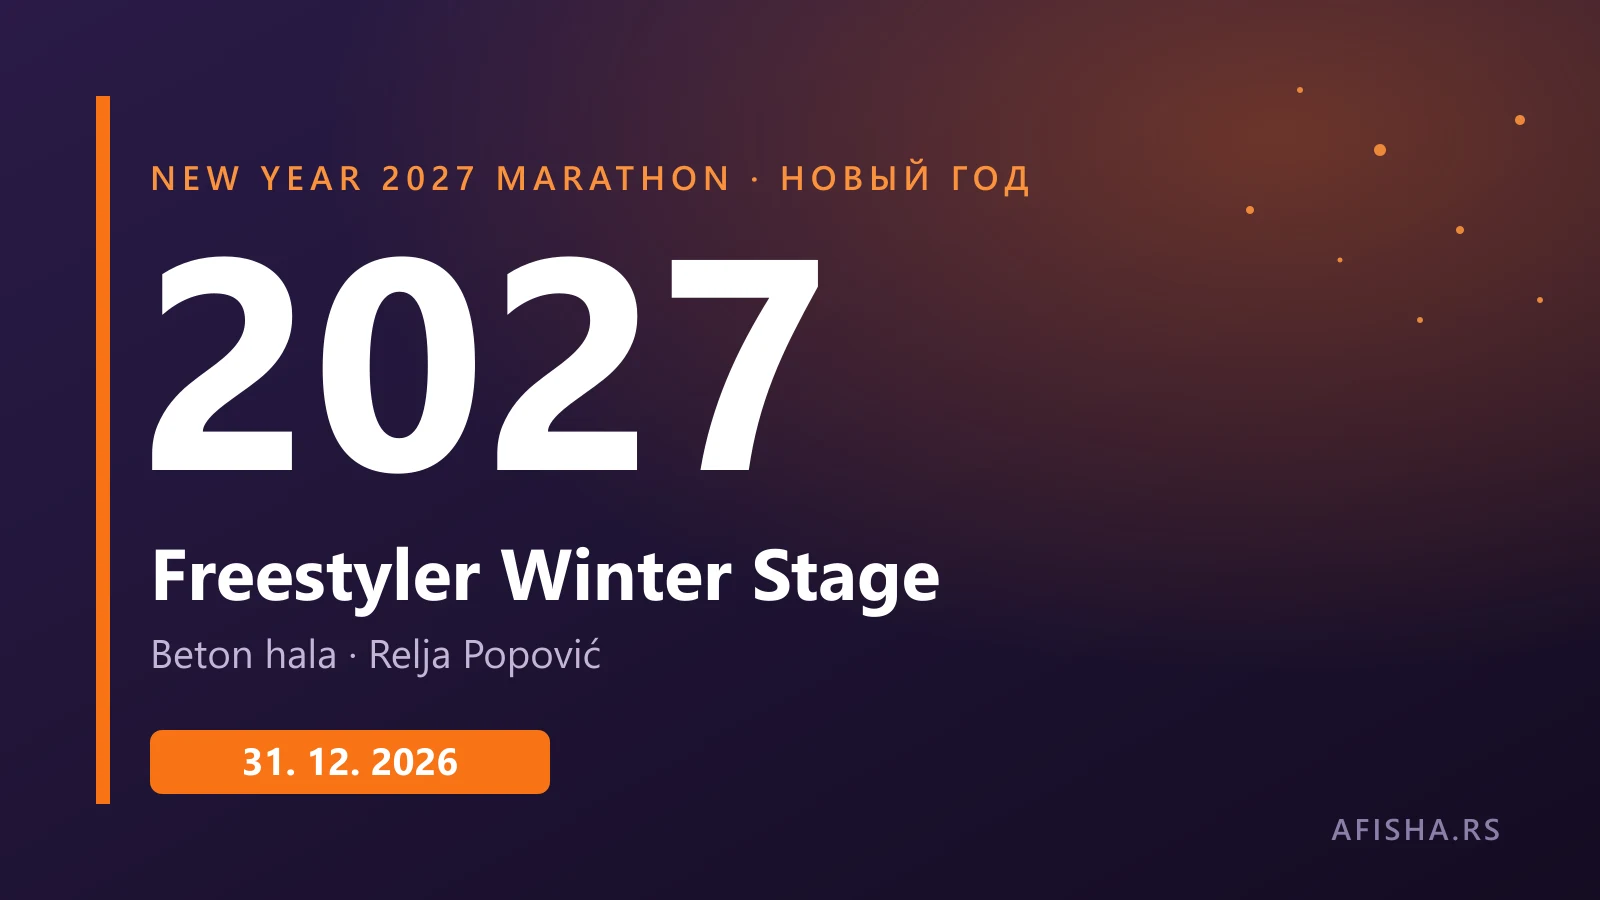 NEW YEAR 2027 MARATHON · НОВЫЙ ГОД
2027
Freestyler Winter Stage
Beton hala · Relja Popović
31. 12. 2026
AFISHA.RS